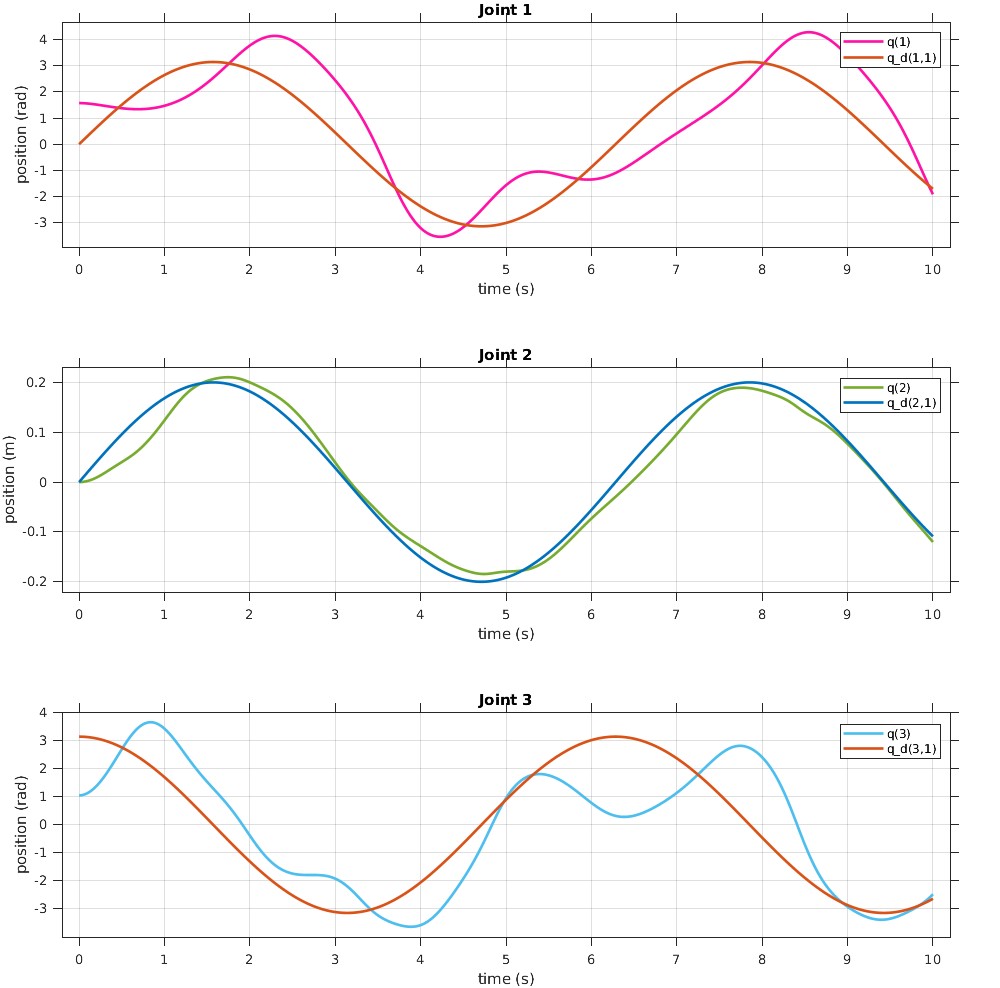 Joint 1
position (rad)
4
3
2
1
0
-1
-2
-3
q(1)
q_d(1,1)
0 1 2 3 4 5 6 7 8 9 10
time (s)
Joint 2
position (m)
0.2
0.1
0
-0.1
-0.2
q(2)
q_d(2,1)
0 1 2 3 4 5 6 7 8 9 10
time (s)
Joint 3
position (rad)
4
3
2
1
0
-1
-2
-3
q(3)
q_d(3,1)
0 1 2 3 4 5 6 7 8 9 10
time (s)